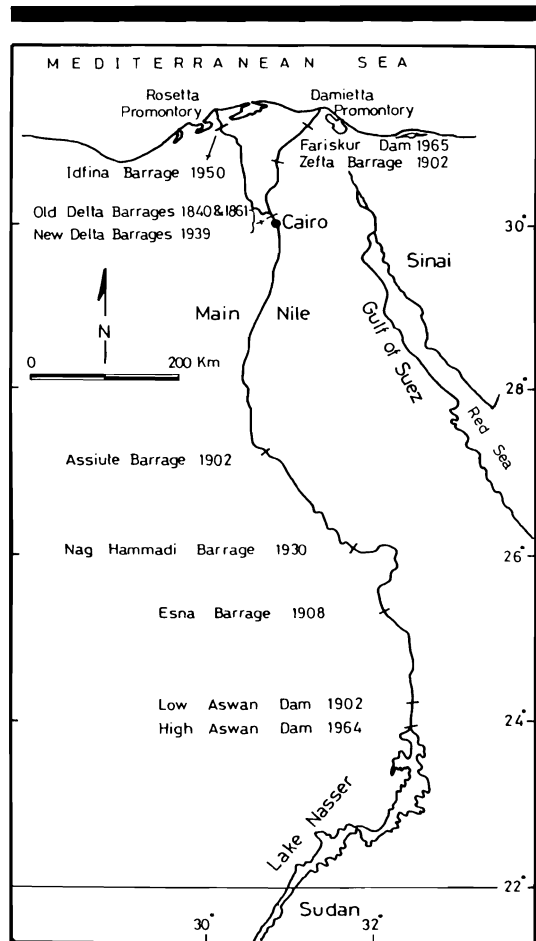 MEDITERRANEAN SEA
Rosetta
Promontory
Damietta
Promontory
Idfina Barrage 1950
Fariskur Dam 1965
Zefta Barrage 1902
Old Delta Barrages 1840&1861
New Delta Barrages 1939
Cairo
30°
Sinai
N
Main Nile
0 200 Km
Gulf of Suez
Red Sea
28°
Assiute Barrage 1902
Nag Hammadi Barrage 1930
26°
Esna Barrage 1908
Low Aswan Dam 1902
High Aswan Dam 1964
24°
Lake Nasser
22°
Sudan
30° 32°